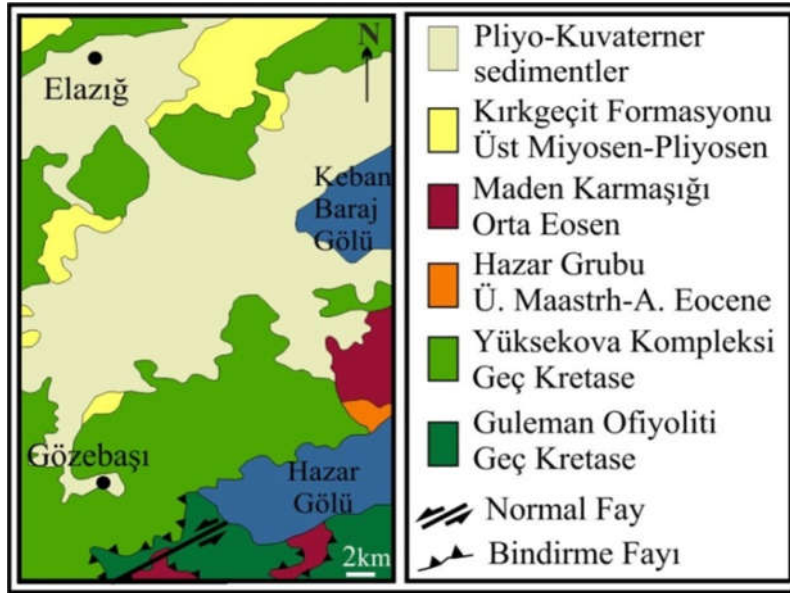 N
Elazığ
Keban
Baraj
Gölü
Gözebaşı
Hazar
Gölü
2km
Pliyo-Kuvaterner
sedimentler
Kırkgeçit Formasyonu
Üst Miyosen-Pliyosen
Maden Karmaşığı
Orta Eosen
Hazar Grubu
Ü. Maastrh-A. Eocene
Yüksekova Kompleksi
Geç Kretase
Guleman Ofiyoliti
Geç Kretase
Normal Fay
Bindirme Fayı